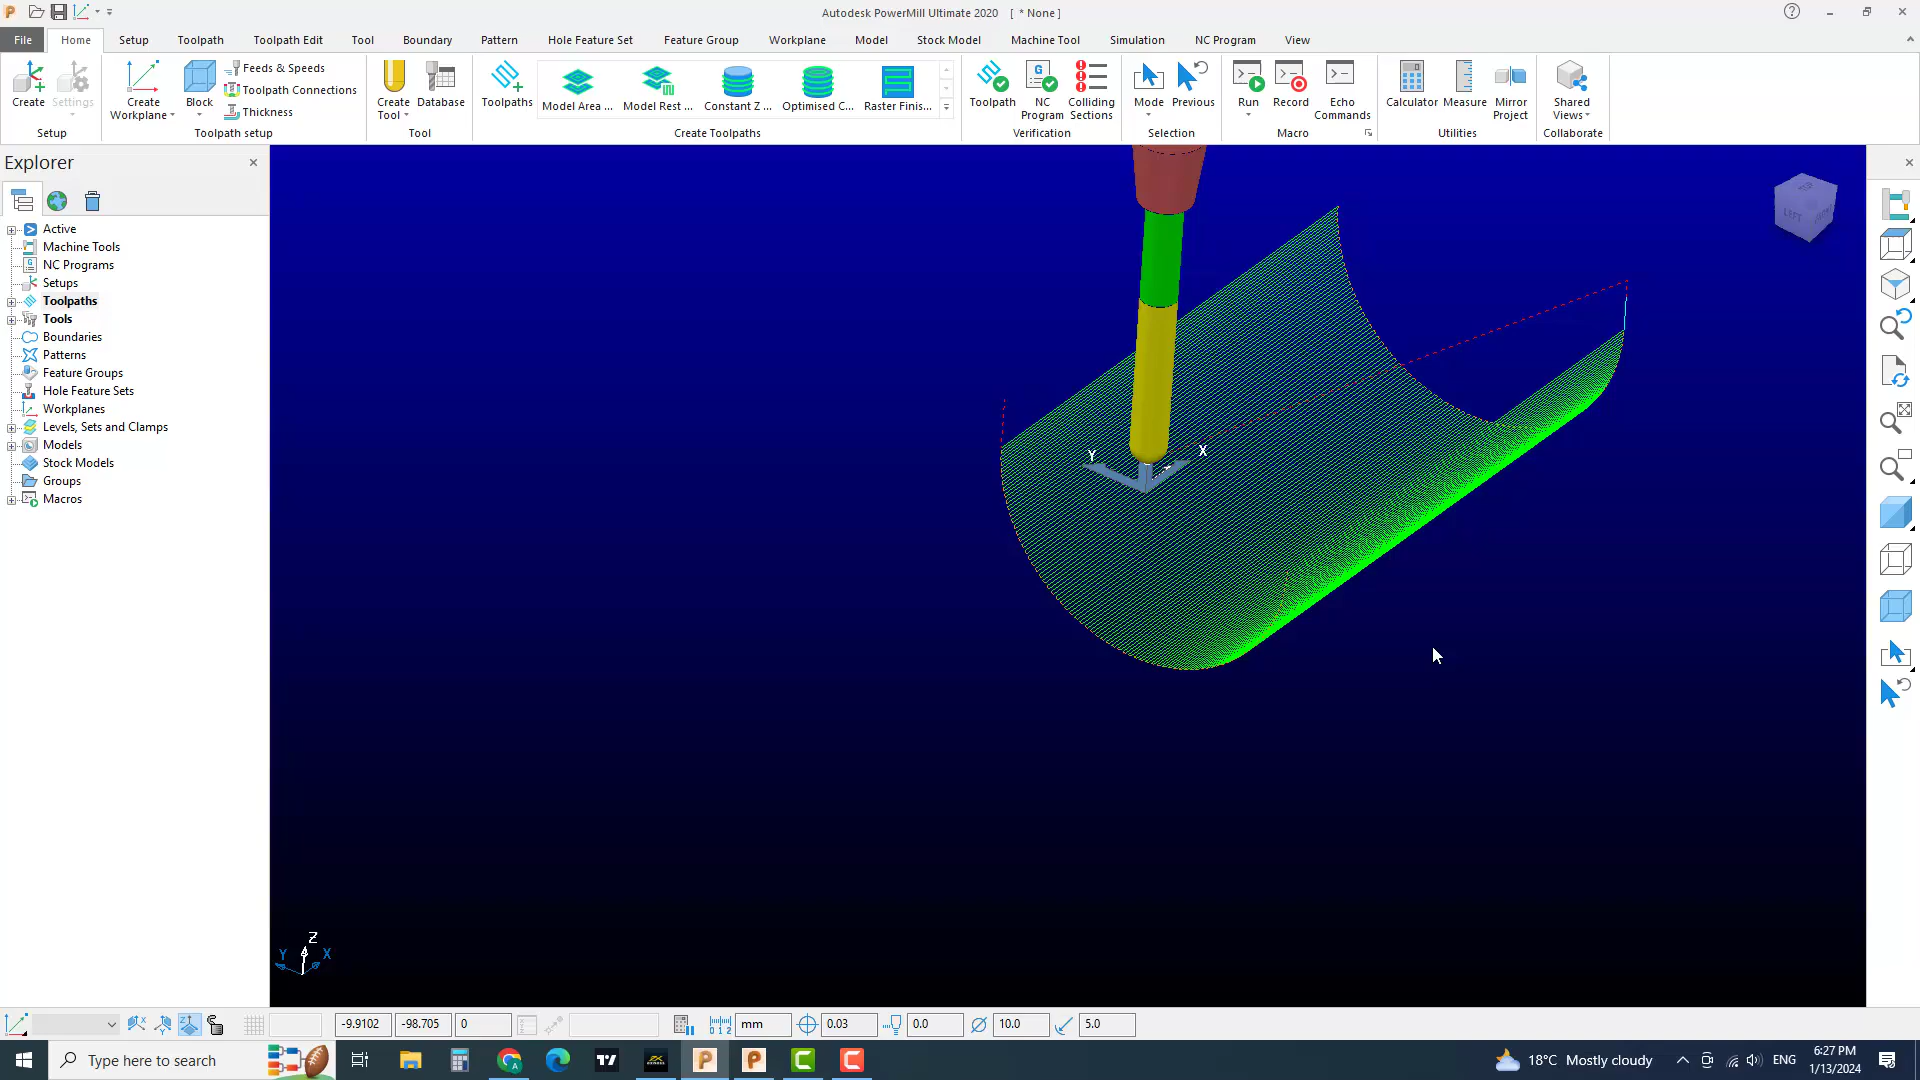 Autodesk PowerMill Ultimate 2020    [ * None ]
File Home Setup Toolpath Toolpath Edit Tool Boundary Pattern Hole Feature Set Feature Group Workplane Model Stock Model Machine Tool Simulation NC Program View
Create
Settings
Setup
Create Workplane
Block
Feeds & Speeds
Toolpath Connections
Thickness
Toolpath setup
Create Tool
Database
Tool
Toolpaths
Model Area ...
Model Rest ...
Constant Z ...
Optimised C...
Raster Finis...
Create Toolpaths
Toolpath
NC Program
Colliding Sections
Verification
Mode
Previous
Selection
Run
Record
Echo Commands
Macro
Calculator
Measure
Mirror Project
Utilities
Shared Views
Collaborate
Explorer
Active
Machine Tools
NC Programs
Setups
Toolpaths
Tools
Boundaries
Patterns
Feature Groups
Hole Feature Sets
Workplanes
Levels, Sets and Clamps
Models
Stock Models
Groups
Macros
Y
X
LEFT
Z
Y
X
-9.9102 -98.705 0 mm 0.03 0.0 10.0 5.0
Type here to search
18°C Mostly cloudy
ENG
6:27 PM
1/13/2024